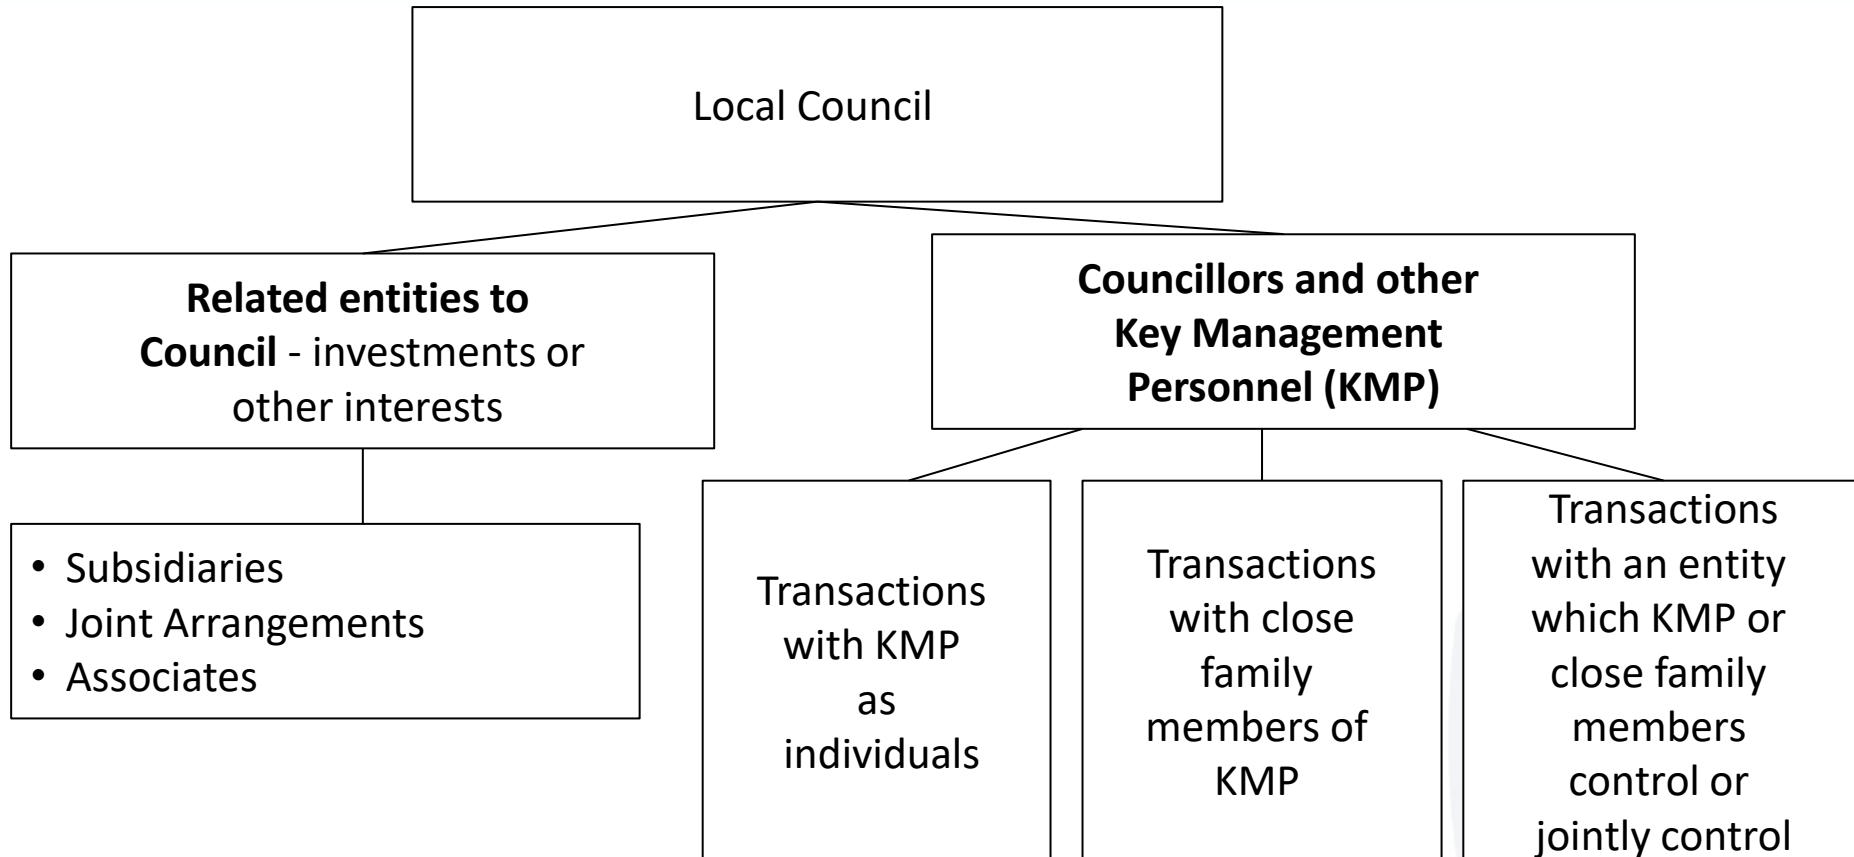 Local Council
Related entities to
Council - investments or
other interests
Councillors and other
Key Management
Personnel (KMP)
• Subsidiaries
• Joint Arrangements
• Associates
Transactions
with KMP
as
individuals
Transactions
with close
family
members of
KMP
Transactions
with an entity
which KMP or
close family
members
control or
jointly control